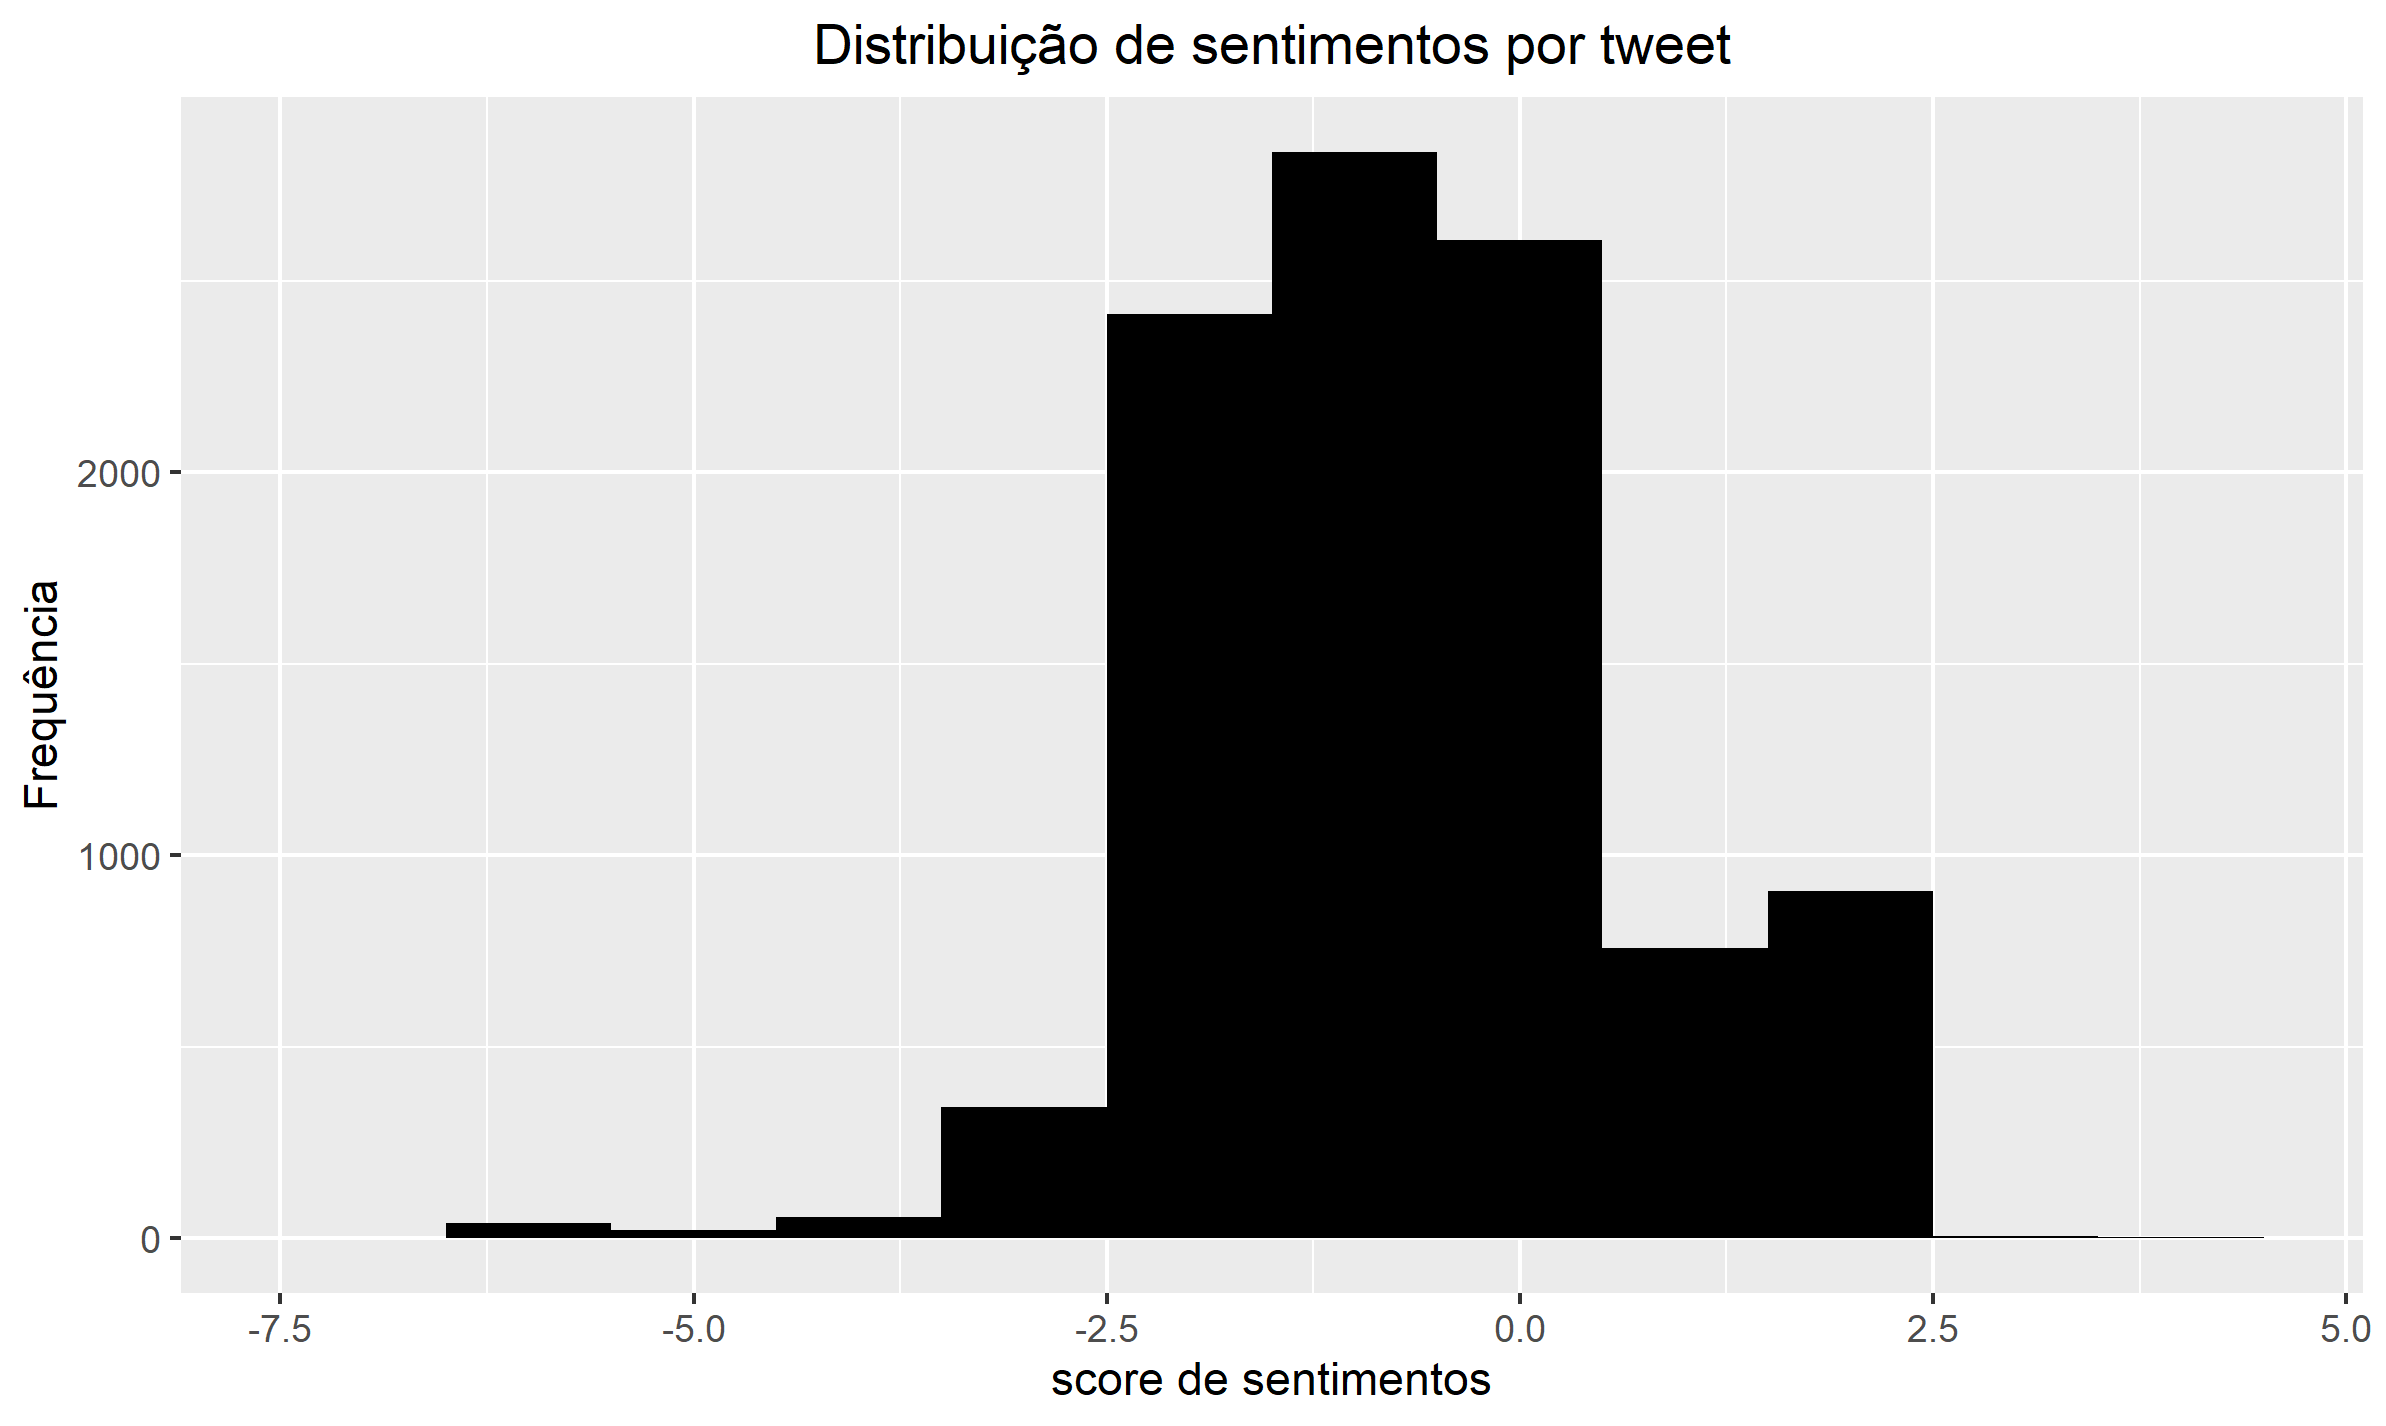 Distribuição de sentimentos por tweet
Frequência
2000
1000
0
-7.5 -5.0 -2.5 0.0 2.5 5.0
score de sentimentos